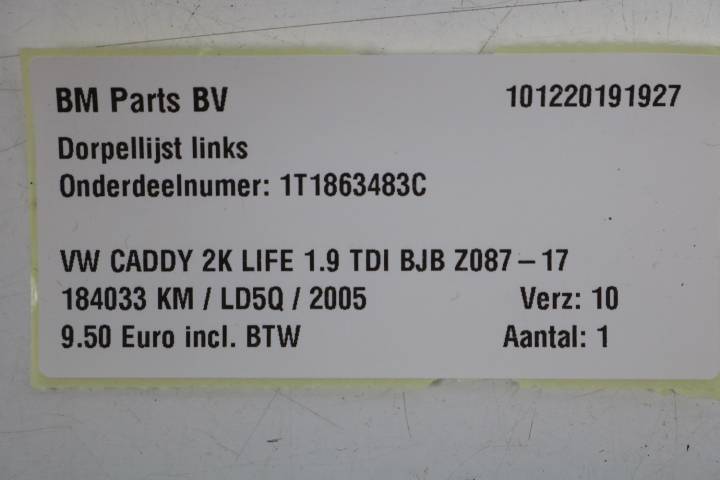 BM Parts BV 101220191927
Dorpellijst links
Onderdeelnumer: 1T1863483C
VW CADDY 2K LIFE 1.9 TDI BJB Z087-17
184033 KM / LD5Q / 2005 Verz: 10
9.50 Euro incl. BTW Aantal: 1